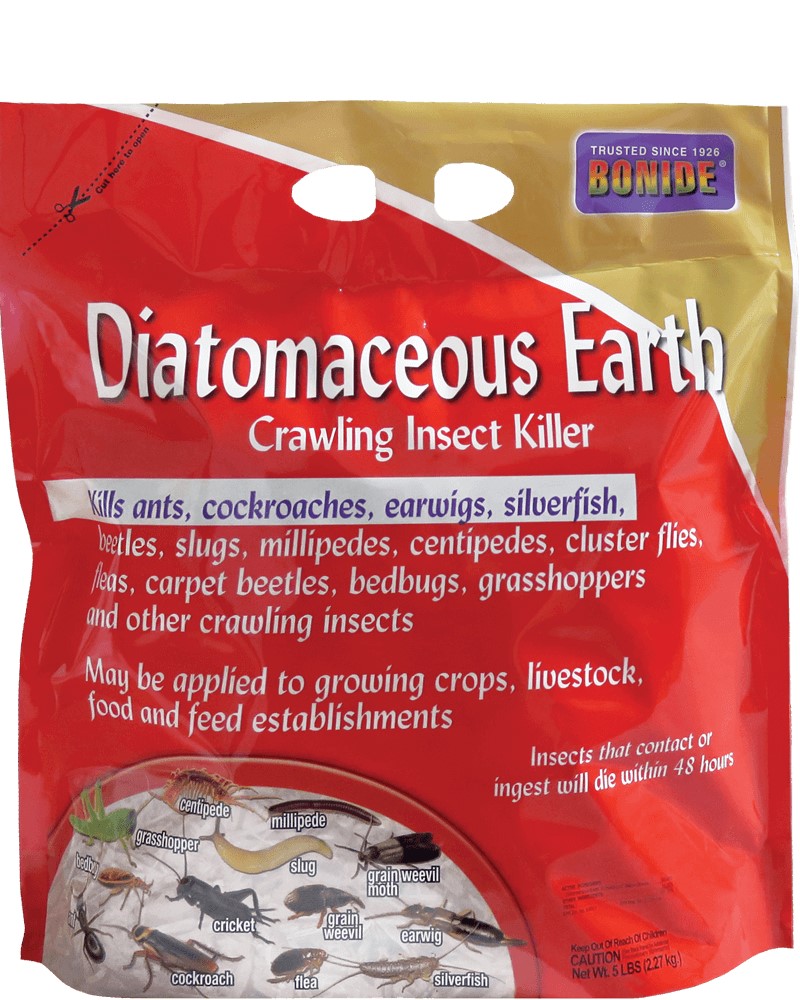 Cut here to open
TRUSTED SINCE 1926
BONIDE®
Diatomaceous Earth
Crawling Insect Killer
Kills ants, cockroaches, earwigs, silverfish,
beetles, slugs, millipedes, centipedes, cluster flies,
fleas, carpet beetles, bedbugs, grasshoppers
and other crawling insects
May be applied to growing crops, livestock,
food and feed establishments
Insects that contact or
ingest will die within 48 hours
centipede
millipede
grasshopper
slug
bedbug
grain weevil
moth
ant
cricket
grain
weevil
earwig
cockroach
flea
silverfish
Keep Out Of Reach Of Children
CAUTION
Net Wt. 5 LBS (2.27 kg.)